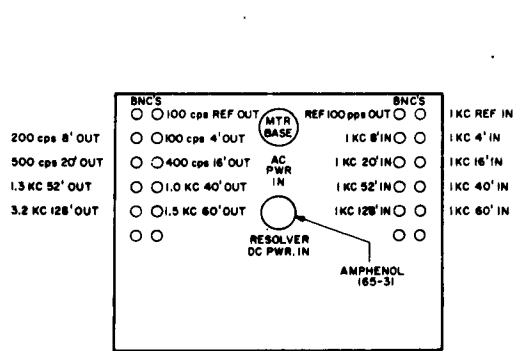 BNC'S BNC'S
100 cps REF OUT MTR BASE REF 100 pps OUT 1 KC REF IN
200 cps 8' OUT 100 cps 4' OUT 1 KC 8' IN 1 KC 4' IN
500 cps 20' OUT 400 cps 16' OUT AC PWR IN 1 KC 20' IN 1 KC 16' IN
1.3 KC 52' OUT 1.0 KC 40' OUT 1 KC 52' IN 1 KC 40' IN
3.2 KC 128' OUT 1.5 KC 60' OUT 1 KC 128' IN 1 KC 60' IN
RESOLVER
DC PWR. IN
AMPHENOL
165-31